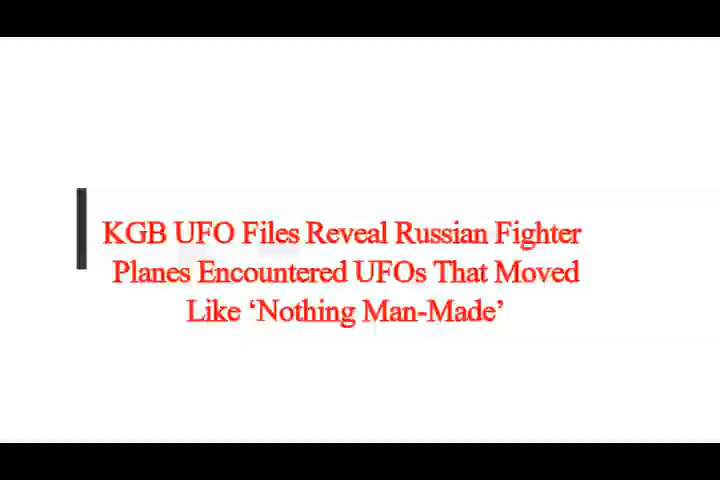 KGB UFO Files Reveal Russian Fighter
Planes Encountered UFOs That Moved
Like ‘Nothing Man-Made’